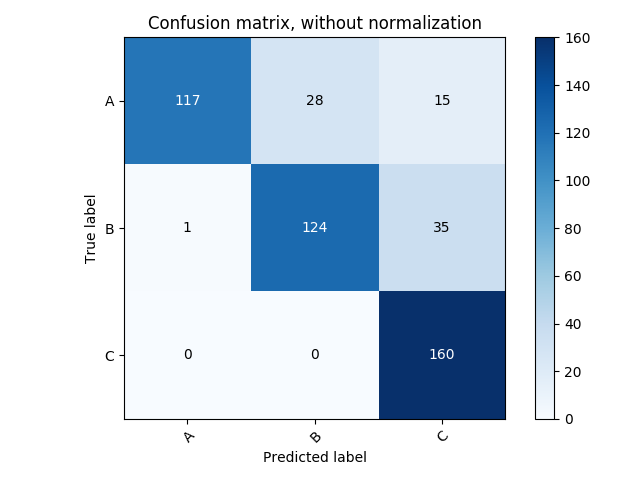 Confusion matrix, without normalization
True label
A 117 28 15
B 1 124 35
C 0 0 160
A B C
Predicted label
160
140
120
100
80
60
40
20
0